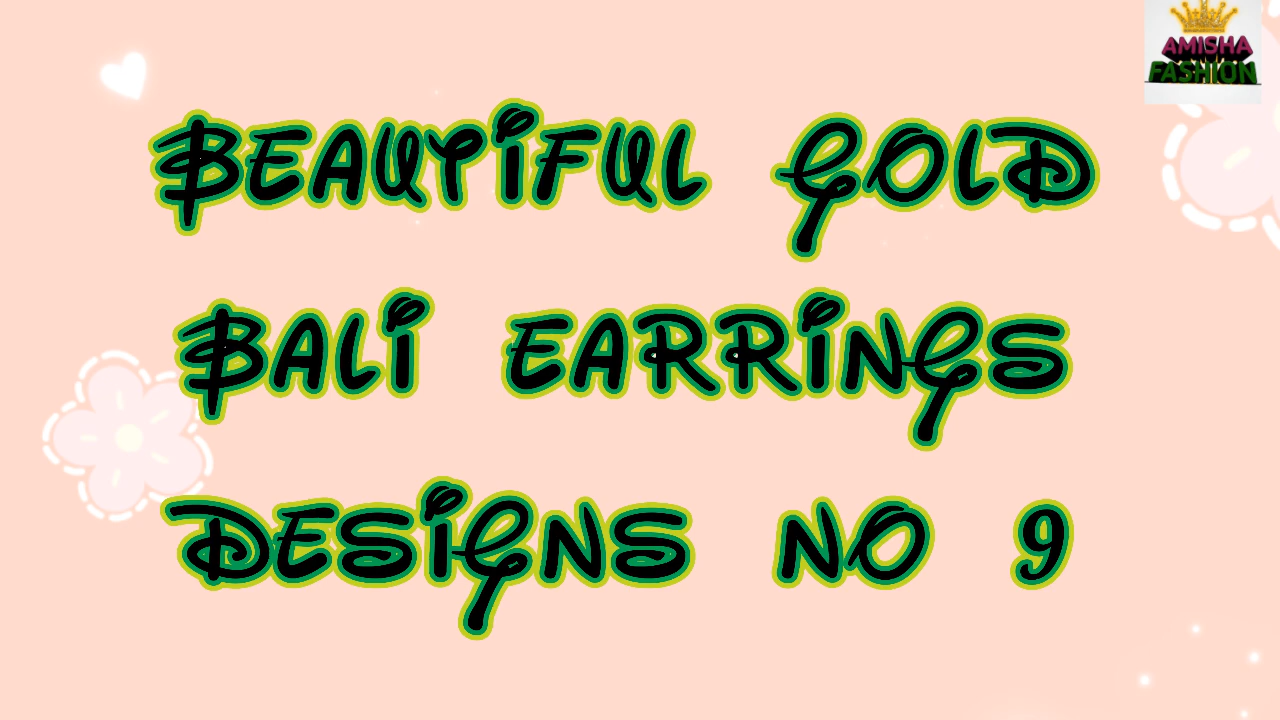 AMISHA
FASHION
BEAUTIFUL GOLD
BALI EARRINGS
DESIGNS NO 9